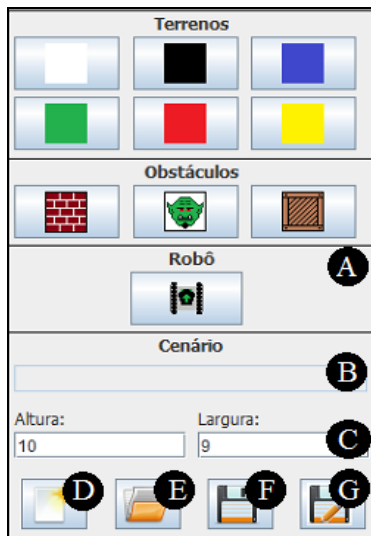 Terrenos
Obstáculos
Robô
A
Cenário
B
Altura: Largura:
10 9 C
D E F G